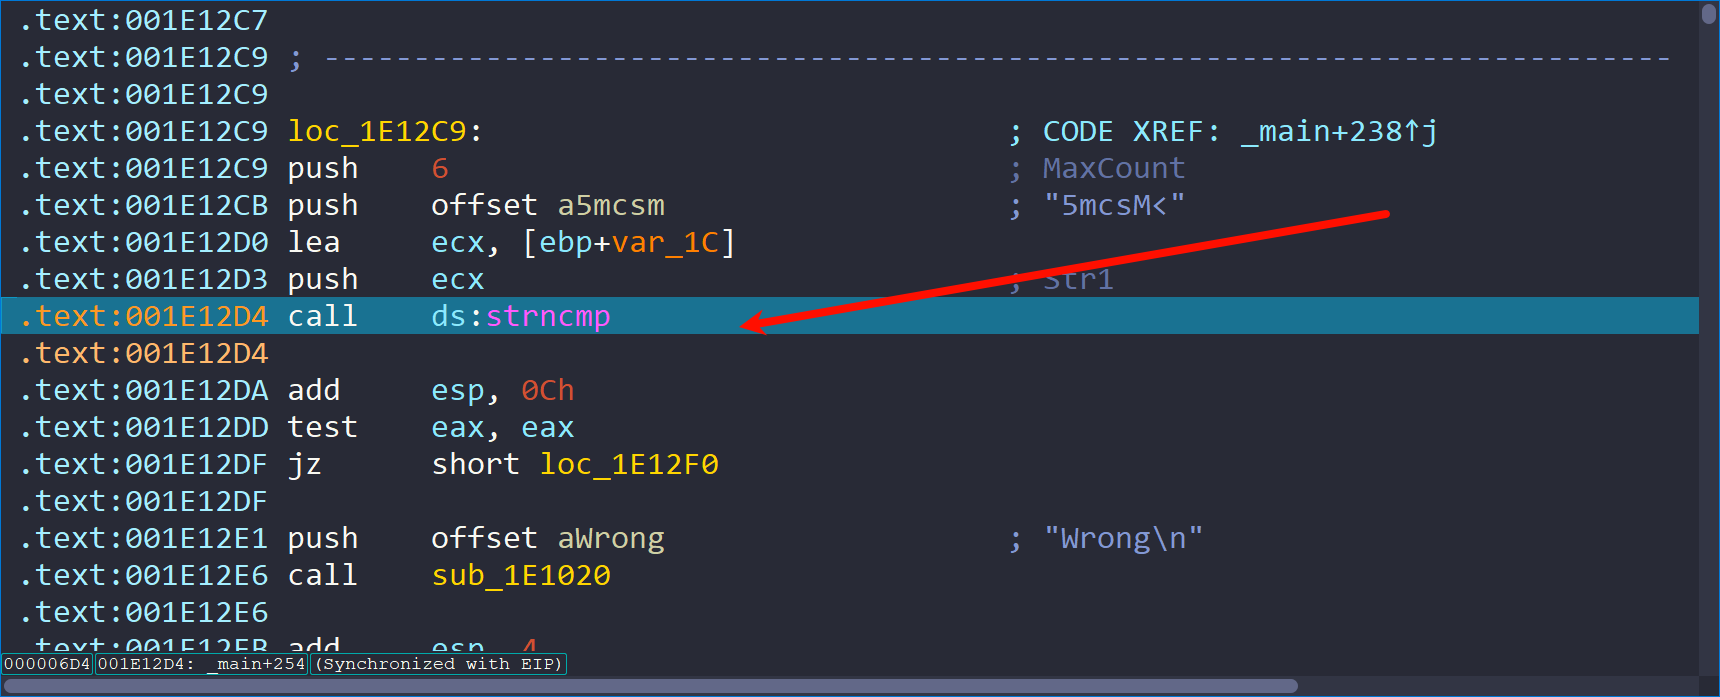 .text:001E12C7
.text:001E12C9 ; ---------------------------------------------------------------------------
.text:001E12C9
.text:001E12C9 loc_1E12C9: ; CODE XREF: _main+238↑j
.text:001E12C9 push 6 ; MaxCount
.text:001E12CB push offset a5mcsm ; "5mcsM<"
.text:001E12D0 lea ecx, [ebp+var_1C]
.text:001E12D3 push ecx ; Str1
.text:001E12D4 call ds:strncmp
.text:001E12D4
.text:001E12DA add esp, 0Ch
.text:001E12DD test eax, eax
.text:001E12DF jz short loc_1E12F0
.text:001E12DF
.text:001E12E1 push offset aWrong ; "Wrong\n"
.text:001E12E6 call sub_1E1020
.text:001E12E6
.text:001E12EB add esp, 4
000006D4 001E12D4: _main+254 (Synchronized with EIP)